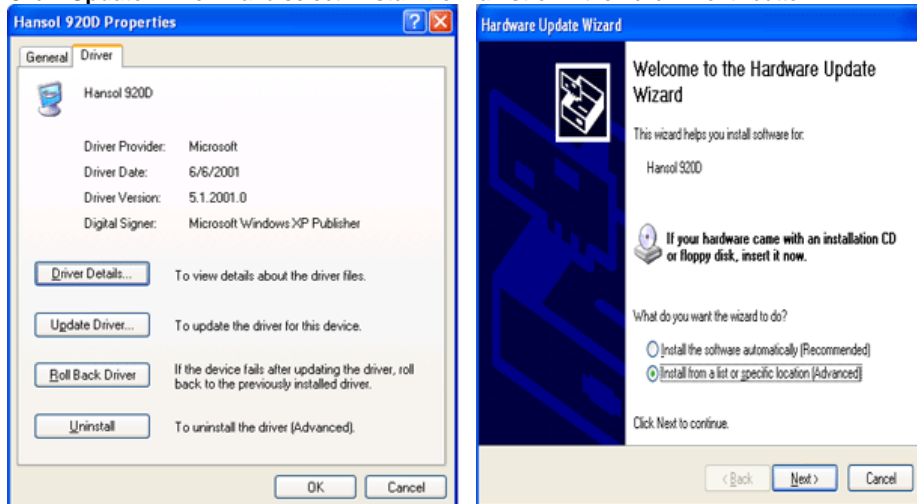 Hansol 920D Properties
General Driver
Hansol 920D
Driver Provider: Microsoft
Driver Date: 6/6/2001
Driver Version: 5.1.2001.0
Digital Signer: Microsoft Windows XP Publisher
Driver Details... To view details about the driver files.
Update Driver... To update the driver for this device.
Roll Back Driver If the device fails after updating the driver, roll
back to the previously installed driver.
Uninstall To uninstall the driver (Advanced).
OK Cancel
Hardware Update Wizard
Welcome to the Hardware Update
Wizard
This wizard helps you install software for:
Hansol 920D
If your hardware came with an installation CD
or floppy disk, insert it now.
What do you want the wizard to do?
Install the software automatically (Recommended)
Install from a list or specific location (Advanced)
Click Next to continue.
< Back Next > Cancel